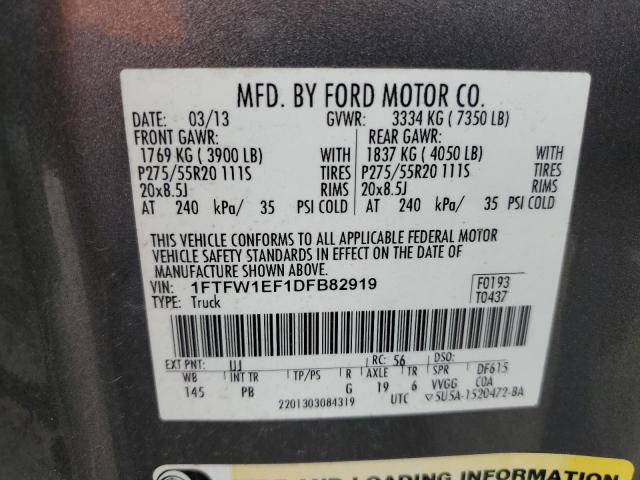 MFD. BY FORD MOTOR CO.
DATE: 03/13 GVWR: 3334 KG ( 7350 LB)
FRONT GAWR: REAR GAWR:
1769 KG ( 3900 LB) WITH 1837 KG ( 4050 LB) WITH
P275/55R20 111S TIRES P275/55R20 111S TIRES
20x8.5J RIMS 20x8.5J RIMS
AT 240 kPa/ 35 PSI COLD AT 240 kPa/ 35 PSI COLD
THIS VEHICLE CONFORMS TO ALL APPLICABLE FEDERAL MOTOR
VEHICLE SAFETY STANDARDS IN EFFECT ON THE DATE OF
MANUFACTURE SHOWN ABOVE.
VIN: 1FTFW1EF1DFB82919 F0193
TYPE: Truck T0437
EXT PNT: UJ RC: 56 DSO:
WB INT TR TP/PS R AXLE TR SPR DF615
145 PB G 19 6 VVGG COA
2201303084319 UTC 5U5A-1520472-BA
AND LOADING INFORMATION